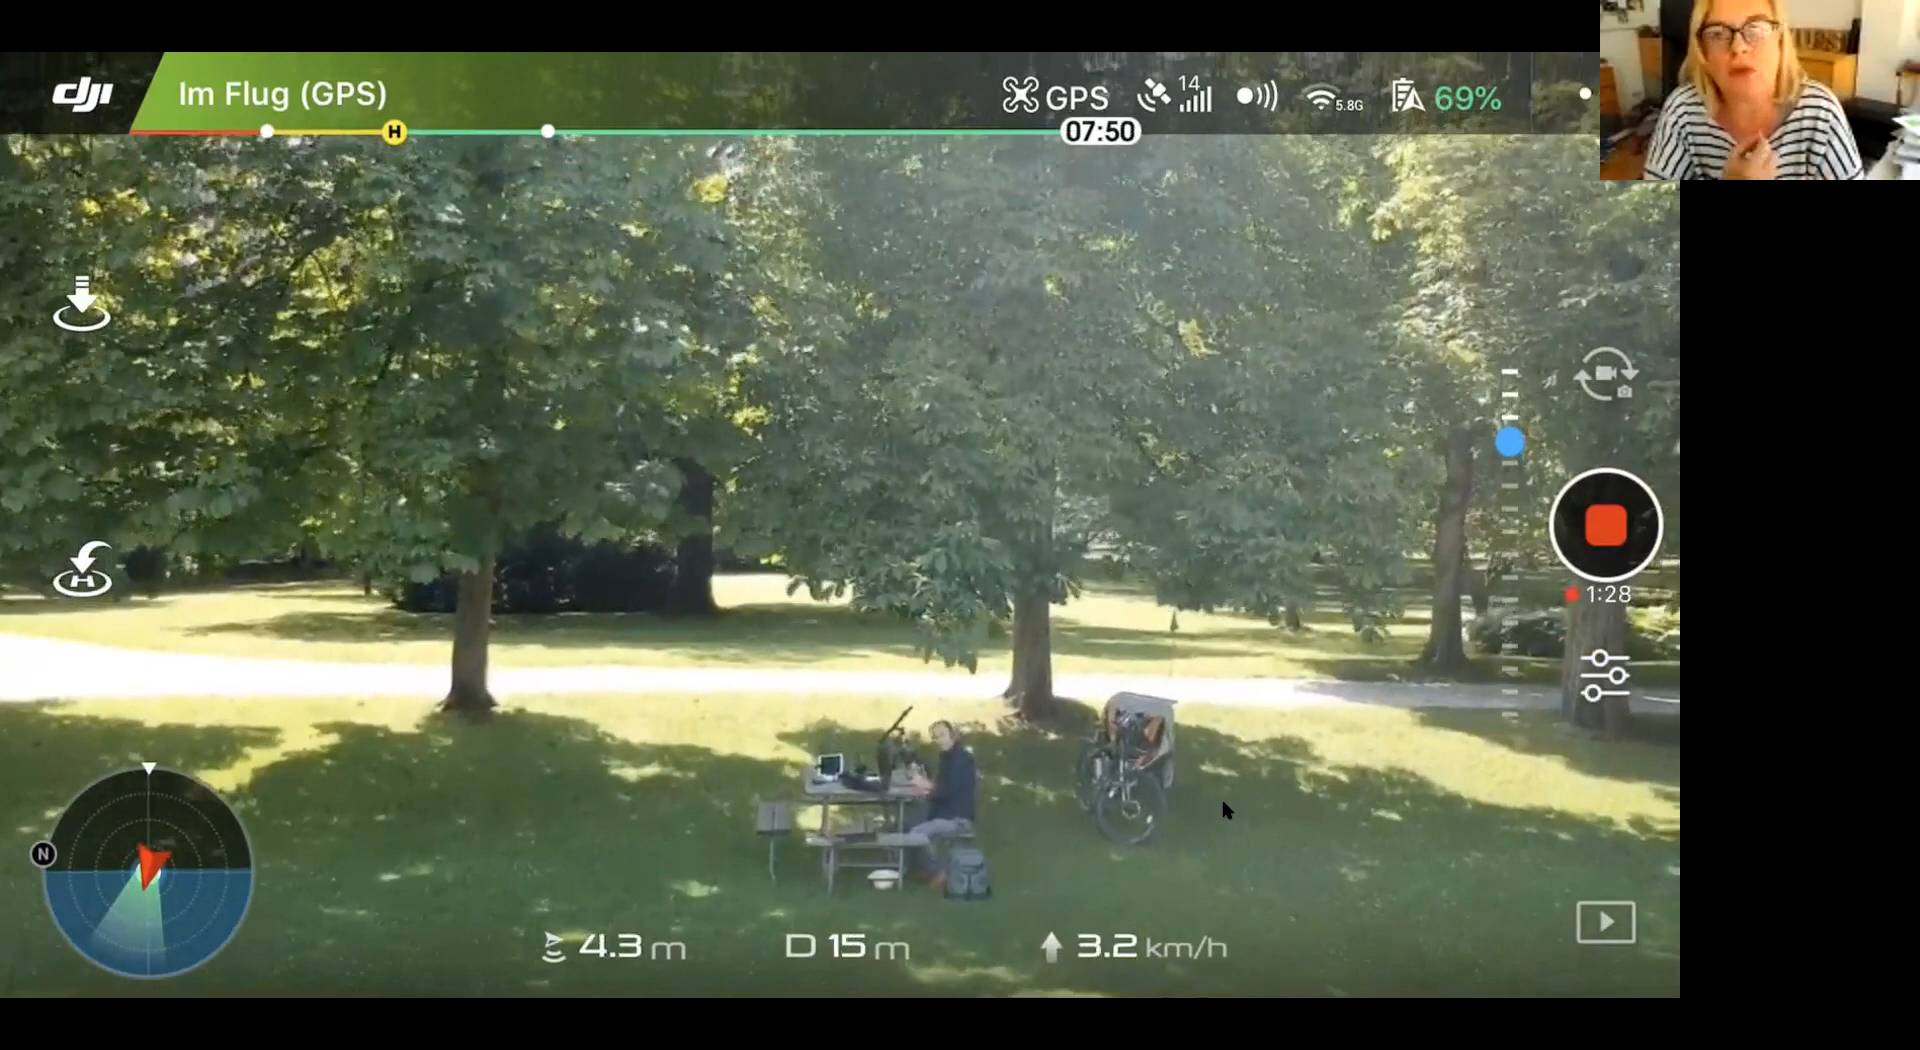 dji
Im Flug (GPS)
GPS
14
5.8G
69%
H
07:50
H
1:28
N
4.3 m
D 15 m
3.2 km/h